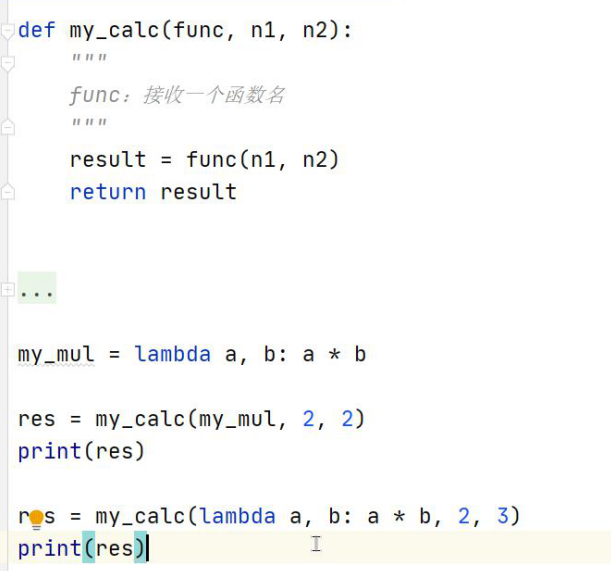 def my_calc(func, n1, n2):
    """
    func：接收一个函数名
    """
    result = func(n1, n2)
    return result
...
my_mul = lambda a, b: a * b
res = my_calc(my_mul, 2, 2)
print(res)
res = my_calc(lambda a, b: a * b, 2, 3)
print(res)